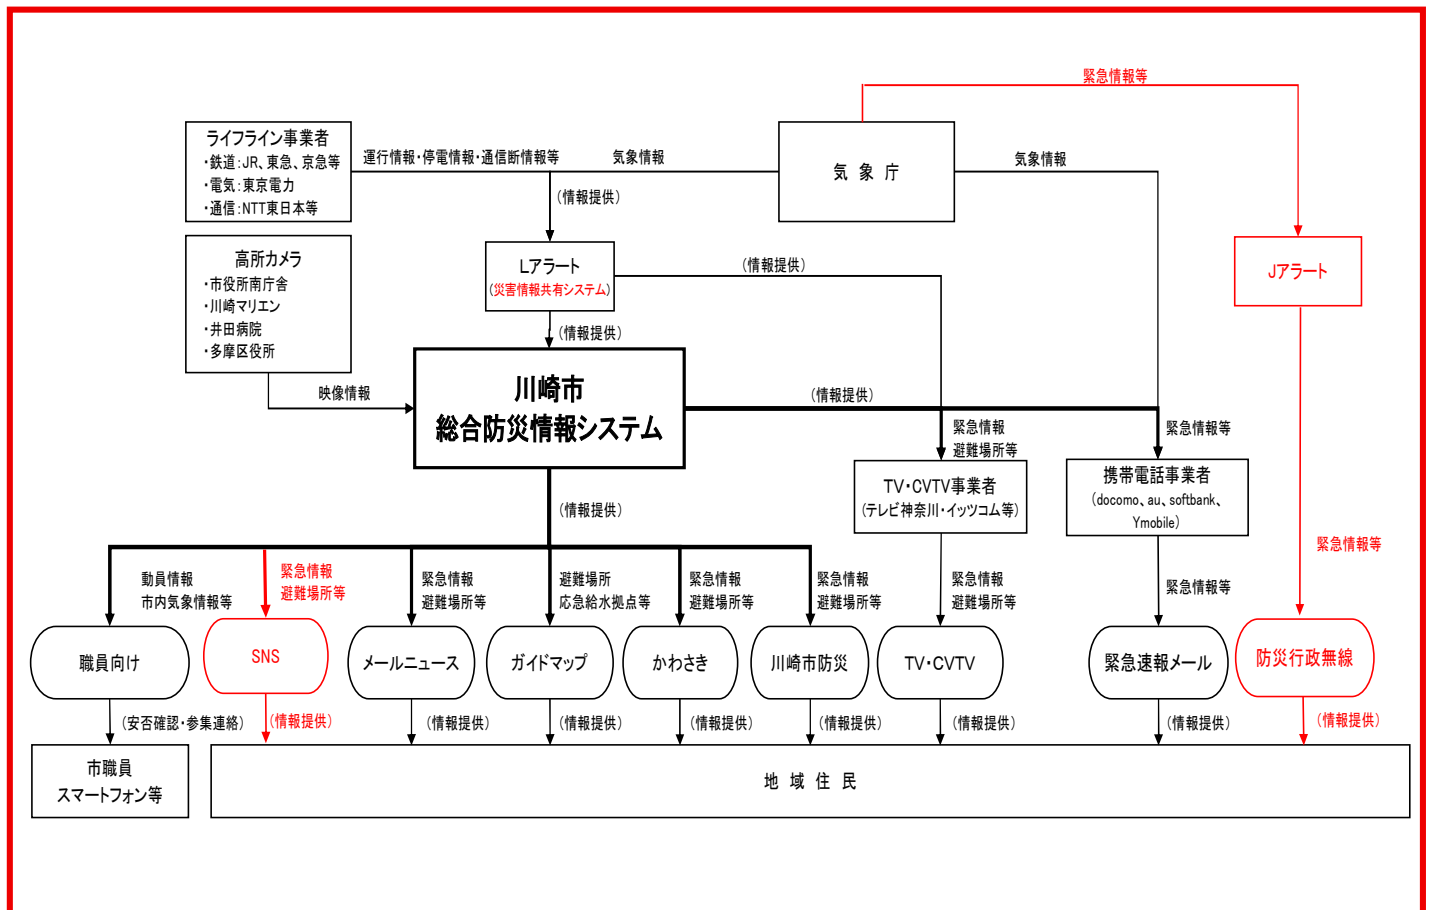 緊急情報等
ライフライン事業者
・鉄道：JR、東急、京急等
・電気：東京電力
・通信：NTT東日本等
運行情報・停電情報・通信断情報等
気象情報
気象庁
気象情報
（情報提供）
高所カメラ
・市役所南庁舎
・川崎マリエン
・井田病院
・多摩区役所
Lアラート
（災害情報共有システム）
（情報提供）
Jアラート
（情報提供）
映像情報
川崎市
総合防災情報システム
（情報提供）
緊急情報
避難場所等
緊急情報等
TV・CVTV事業者
（テレビ神奈川・イッツコム等）
携帯電話事業者
（docomo、au、softbank、
Ymobile）
（情報提供）
緊急情報等
動員情報
市内気象情報等
緊急情報
避難場所等
緊急情報
避難場所等
避難場所
応急給水拠点等
緊急情報
避難場所等
緊急情報
避難場所等
緊急情報
避難場所等
緊急情報等
職員向け
SNS
メールニュース
ガイドマップ
かわさき
川崎市防災
TV・CVTV
緊急速報メール
防災行政無線
（安否確認・参集連絡）
（情報提供）
（情報提供）
（情報提供）
（情報提供）
（情報提供）
（情報提供）
（情報提供）
（情報提供）
市職員
スマートフォン等
地域住民